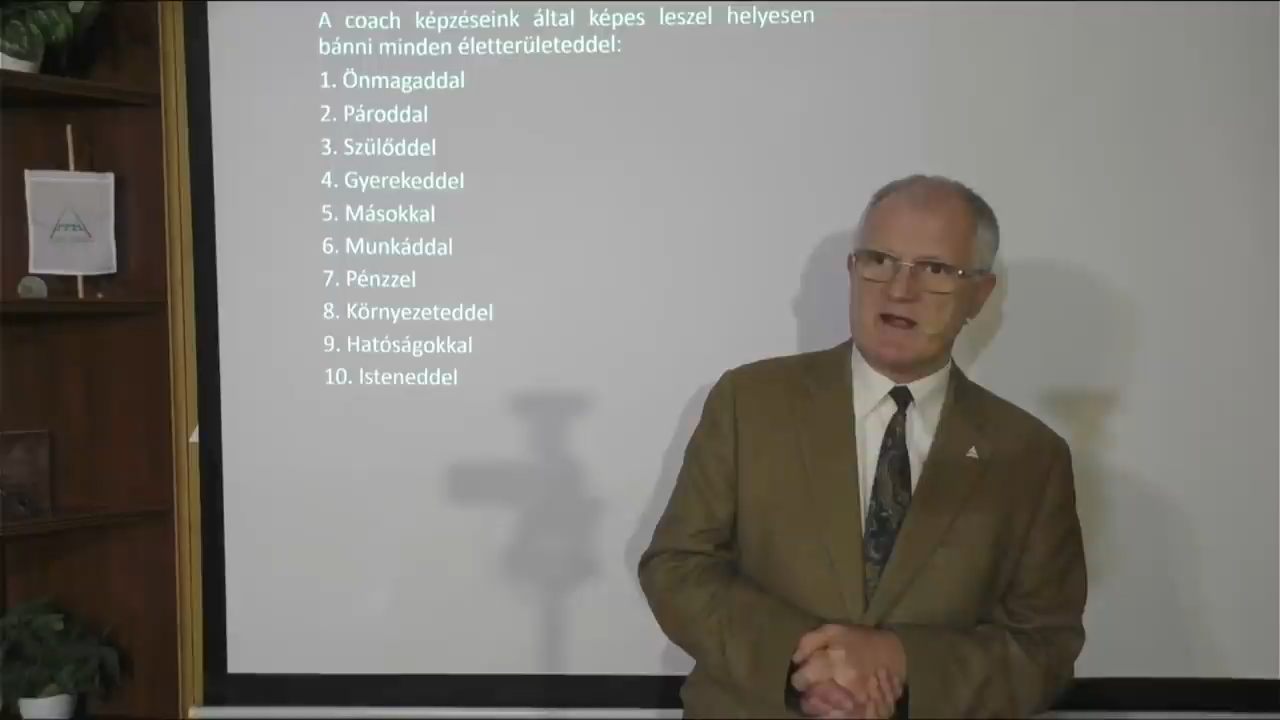 A coach képzéseink által képes leszel helyesen
bánni minden életterületeddel:
1. Önmagaddal
2. Pároddal
3. Szülőddel
4. Gyerekeddel
5. Másokkal
6. Munkáddal
7. Pénzzel
8. Környezeteddel
9. Hatóságokkal
10. Isteneddel